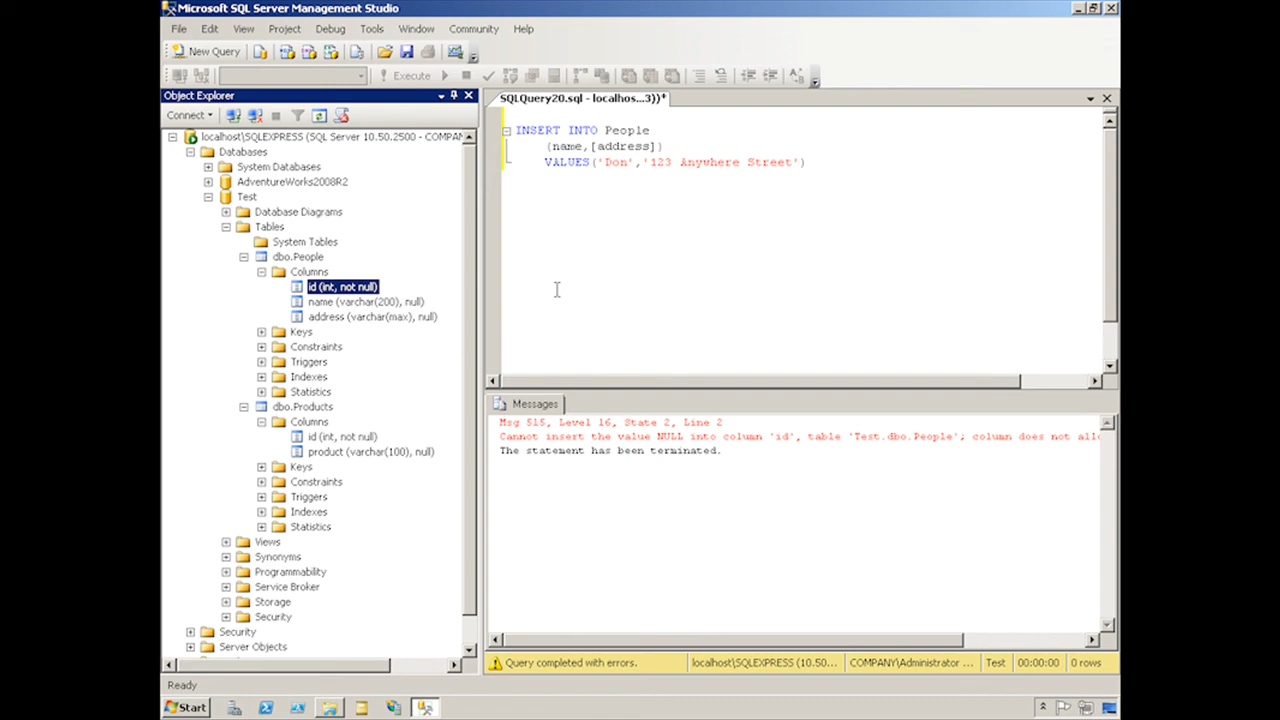 Microsoft SQL Server Management Studio
File Edit View Project Debug Tools Window Community Help
New Query
Execute
Object Explorer
SQLQuery20.sql - localhos...3))*
Connect
localhost\SQLEXPRESS (SQL Server 10.50.2500 - COMPAN
Databases
System Databases
AdventureWorks2008R2
Test
Database Diagrams
Tables
System Tables
dbo.People
Columns
id (int, not null)
name (varchar(200), null)
address (varchar(max), null)
Keys
Constraints
Triggers
Indexes
Statistics
dbo.Products
Columns
id (int, not null)
product (varchar(100), null)
Keys
Constraints
Triggers
Indexes
Statistics
Views
Synonyms
Programmability
Service Broker
Storage
Security
Security
Server Objects
INSERT INTO People
(name,[address])
VALUES('Don','123 Anywhere Street')
Messages
Msg 515, Level 16, State 2, Line 2
Cannot insert the value NULL into column 'id', table 'Test.dbo.People'; column does not allo
The statement has been terminated.
Query completed with errors.
localhost\SQLEXPRESS (10.50... COMPANY\Administrator ... Test 00:00:00 0 rows
Ready
Start